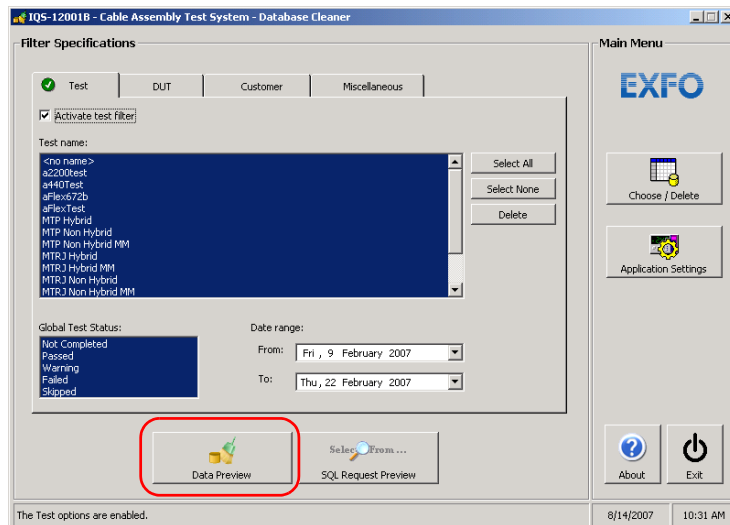 IQS-12001B - Cable Assembly Test System - Database Cleaner
Filter Specifications
Main Menu
Test
DUT
Customer
Miscellaneous
EXFO
Activate test filter
Test name:
<no name>
a2200test
a440Test
aFlex672b
aFlexTest
MTP Hybrid
MTP Non Hybrid
MTP Non Hybrid MM
MTRJ Hybrid
MTRJ Hybrid MM
MTRJ Non Hybrid
MTRJ Non Hybrid MM
Select All
Select None
Delete
Choose / Delete
Application Settings
Global Test Status:
Not Completed
Passed
Warning
Failed
Skipped
Date range:
From:
Fri , 9 February 2007
To:
Thu, 22 February 2007
Data Preview
Selec From ...
SQL Request Preview
About
Exit
The Test options are enabled.
8/14/2007
10:31 AM